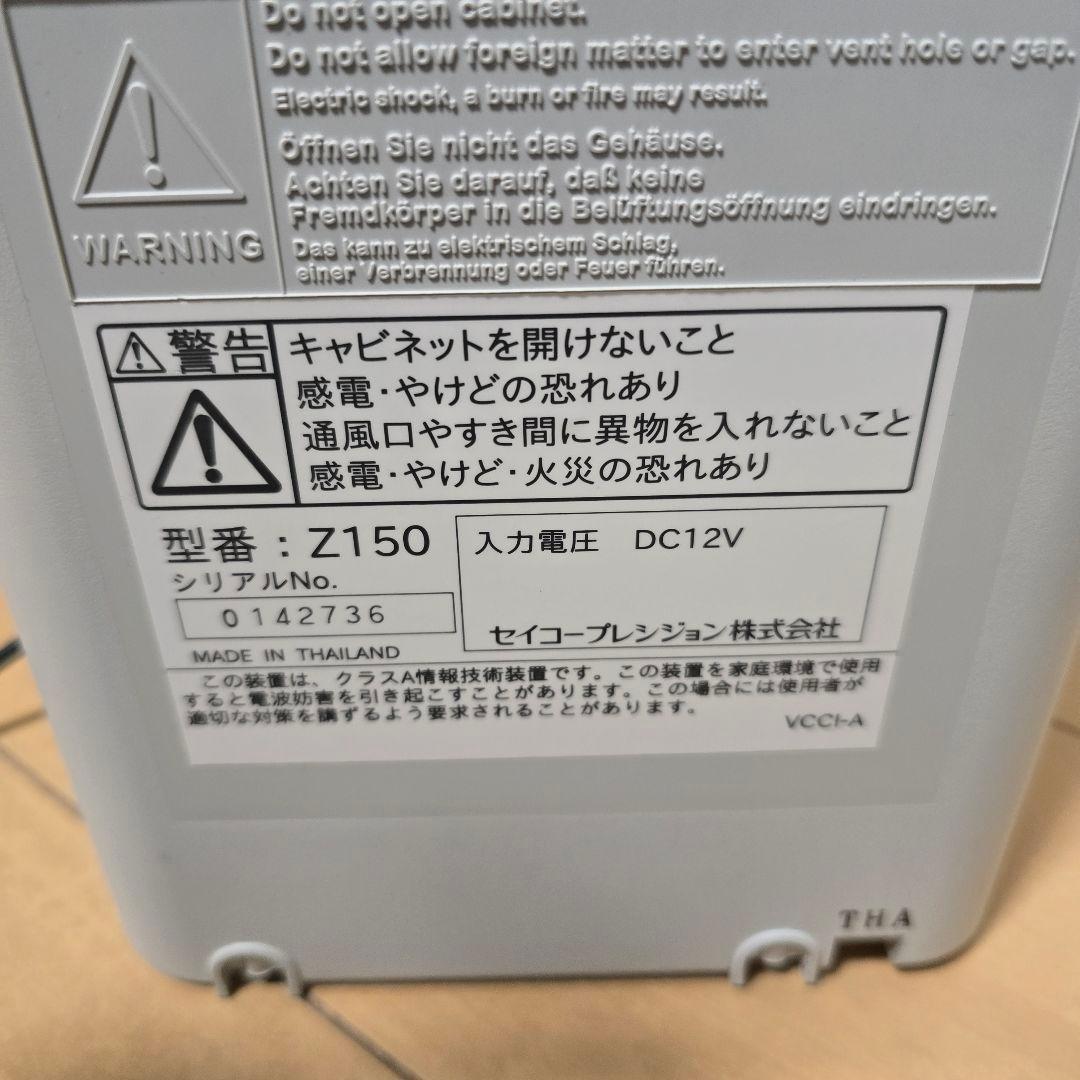 Do not open cabinet.
Do not allow foreign matter to enter vent hole or gap.
Electric shock, a burn or fire may result.
Öffnen Sie nicht das Gehäuse.
Achten Sie darauf, daß keine
Fremdkörper in die Belüftungsöffnung eindringen.
Das kann zu elektrischem Schlag,
einer Verbrennung oder Feuer führen.
WARNING
警告
キャビネットを開けないこと
感電・やけどの恐れあり
通風口やすき間に異物を入れないこと
感電・やけど・火災の恐れあり
型番：Z150
シリアルNo.
0142736
MADE IN THAILAND
入力電圧 DC12V
セイコープレシジョン株式会社
この装置は、クラスA情報技術装置です。この装置を家庭環境で使用
すると電波妨害を引き起こすことがあります。この場合には使用者が
適切な対策を講ずるよう要求されることがあります。
VCCI-A
THA